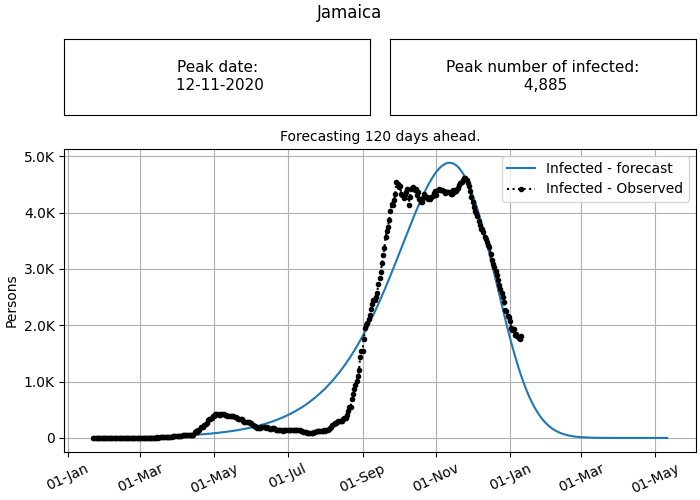 Jamaica
Peak date:
12-11-2020
Peak number of infected:
4,885
Forecasting 120 days ahead.
5.0K
4.0K
3.0K
2.0K
1.0K
0
Persons
Infected - forecast
Infected - Observed
01-Jan
01-Mar
01-May
01-Jul
01-Sep
01-Nov
01-Jan
01-Mar
01-May